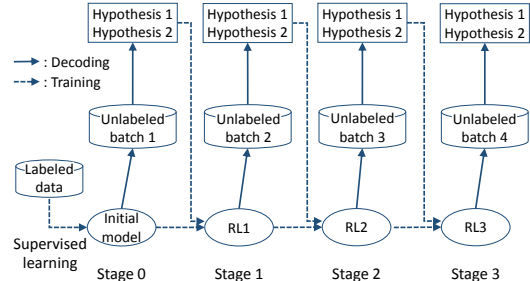 Hypothesis 1
Hypothesis 2
Hypothesis 1
Hypothesis 2
Hypothesis 1
Hypothesis 2
Hypothesis 1
Hypothesis 2
: Decoding
: Training
Unlabeled
batch 1
Unlabeled
batch 2
Unlabeled
batch 3
Unlabeled
batch 4
Labeled
data
Initial
model
RL1
RL2
RL3
Supervised
learning
Stage 0
Stage 1
Stage 2
Stage 3